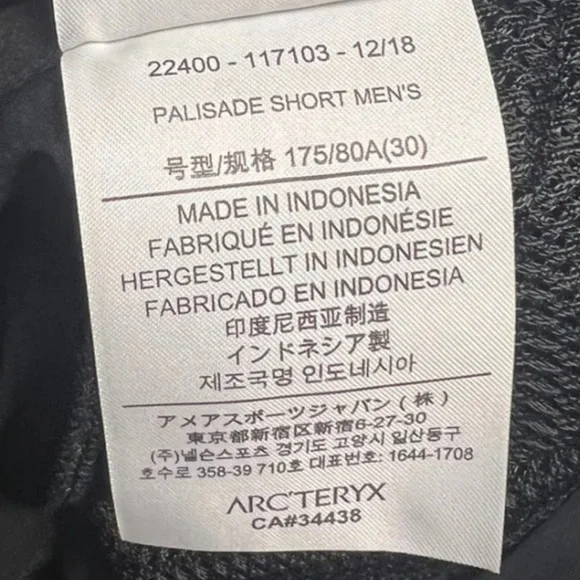 22400 - 117103 - 12/18
PALISADE SHORT MEN'S
号型/规格 175/80A(30)
MADE IN INDONESIA
FABRIQUÉ EN INDONÉSIE
HERGESTELLT IN INDONESIEN
FABRICADO EN INDONESIA
印度尼西亚制造
インドネシア製
제조국명 인도네시아
アメアスポーツジャパン(株)
東京都新宿区新宿6-27-30
(주)넬슨스포츠 경기도 고양시 일산동구
호수로 358-39 710호 대표번호: 1644-1708
ARC'TERYX
CA#34438